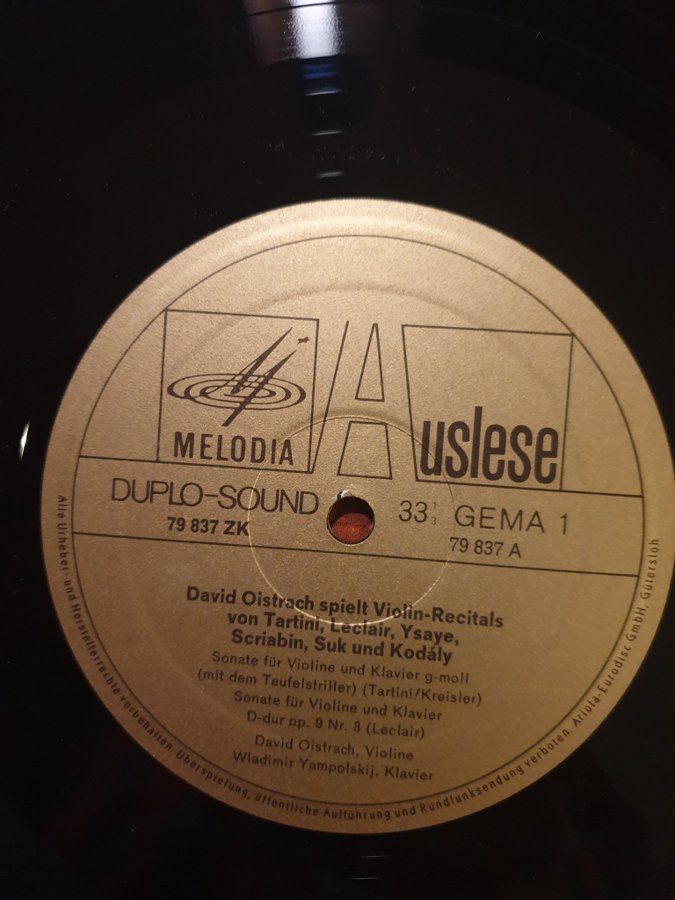 MELODIA
Auslese
DUPLO-SOUND
79 837 ZK
33⅓ GEMA 1
79 837 A
David Oistrach spielt Violin-Recitals
von Tartini, Leclair, Ysaye,
Scriabin, Suk und Kodály
Sonate für Violine und Klavier g-moll
(mit dem Teufelstriller) (Tartini/Kreisler)
Sonate für Violine und Klavier
D-dur op. 9 Nr. 3 (Leclair)
David Oistrach, Violine
Wladimir Yampolskij, Klavier
Alle Urheber- und Herstellerrechte vorbehalten. Überspielung, öffentliche Aufführung und Rundfunksendung verboten. Ariola-Eurodisc GmbH, Gütersloh